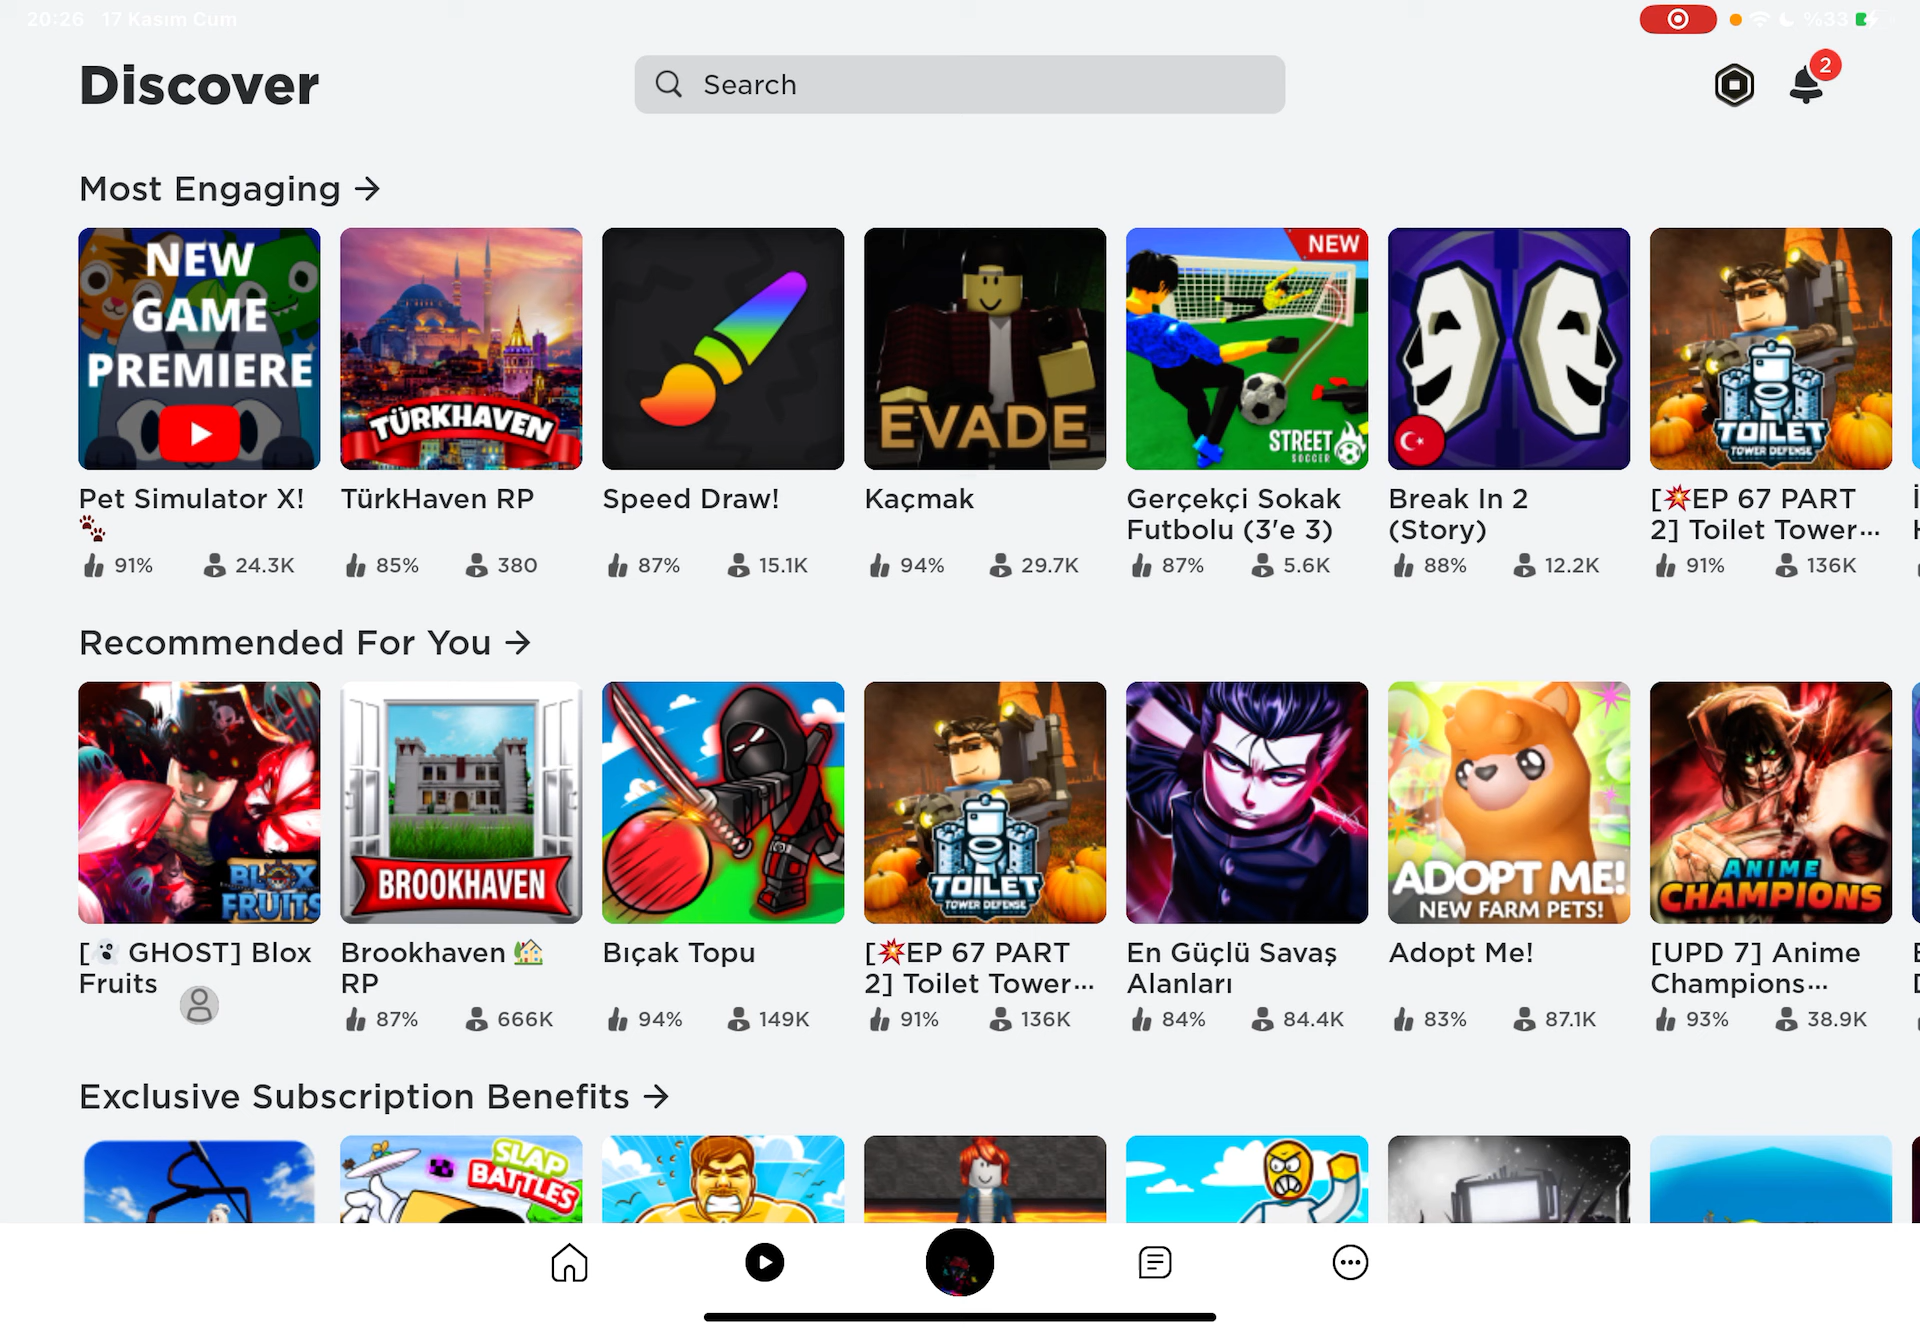 20:26 17 Kasım Cum
%33
Discover
Search
2
Most Engaging →
NEW
GAME
PREMIERE
TÜRKHAVEN
EVADE
NEW
STREET
SOCCER
TOILET
TOWER DEFENSE
Pet Simulator X!
TürkHaven RP
Speed Draw!
Kaçmak
Gerçekçi Sokak
Futbolu (3'e 3)
Break In 2
(Story)
[💥EP 67 PART
2] Toilet Tower...
91% 24.3K
85% 380
87% 15.1K
94% 29.7K
87% 5.6K
88% 12.2K
91% 136K
Recommended For You →
BLOX
FRUITS
BROOKHAVEN
TOILET
TOWER DEFENSE
ADOPT ME!
NEW FARM PETS!
ANIME
CHAMPIONS
[👻 GHOST] Blox
Fruits
Brookhaven 🏡
RP
Bıçak Topu
[💥EP 67 PART
2] Toilet Tower...
En Güçlü Savaş
Alanları
Adopt Me!
[UPD 7] Anime
Champions...
87% 666K
94% 149K
91% 136K
84% 84.4K
83% 87.1K
93% 38.9K
Exclusive Subscription Benefits →
SLAP
BATTLES